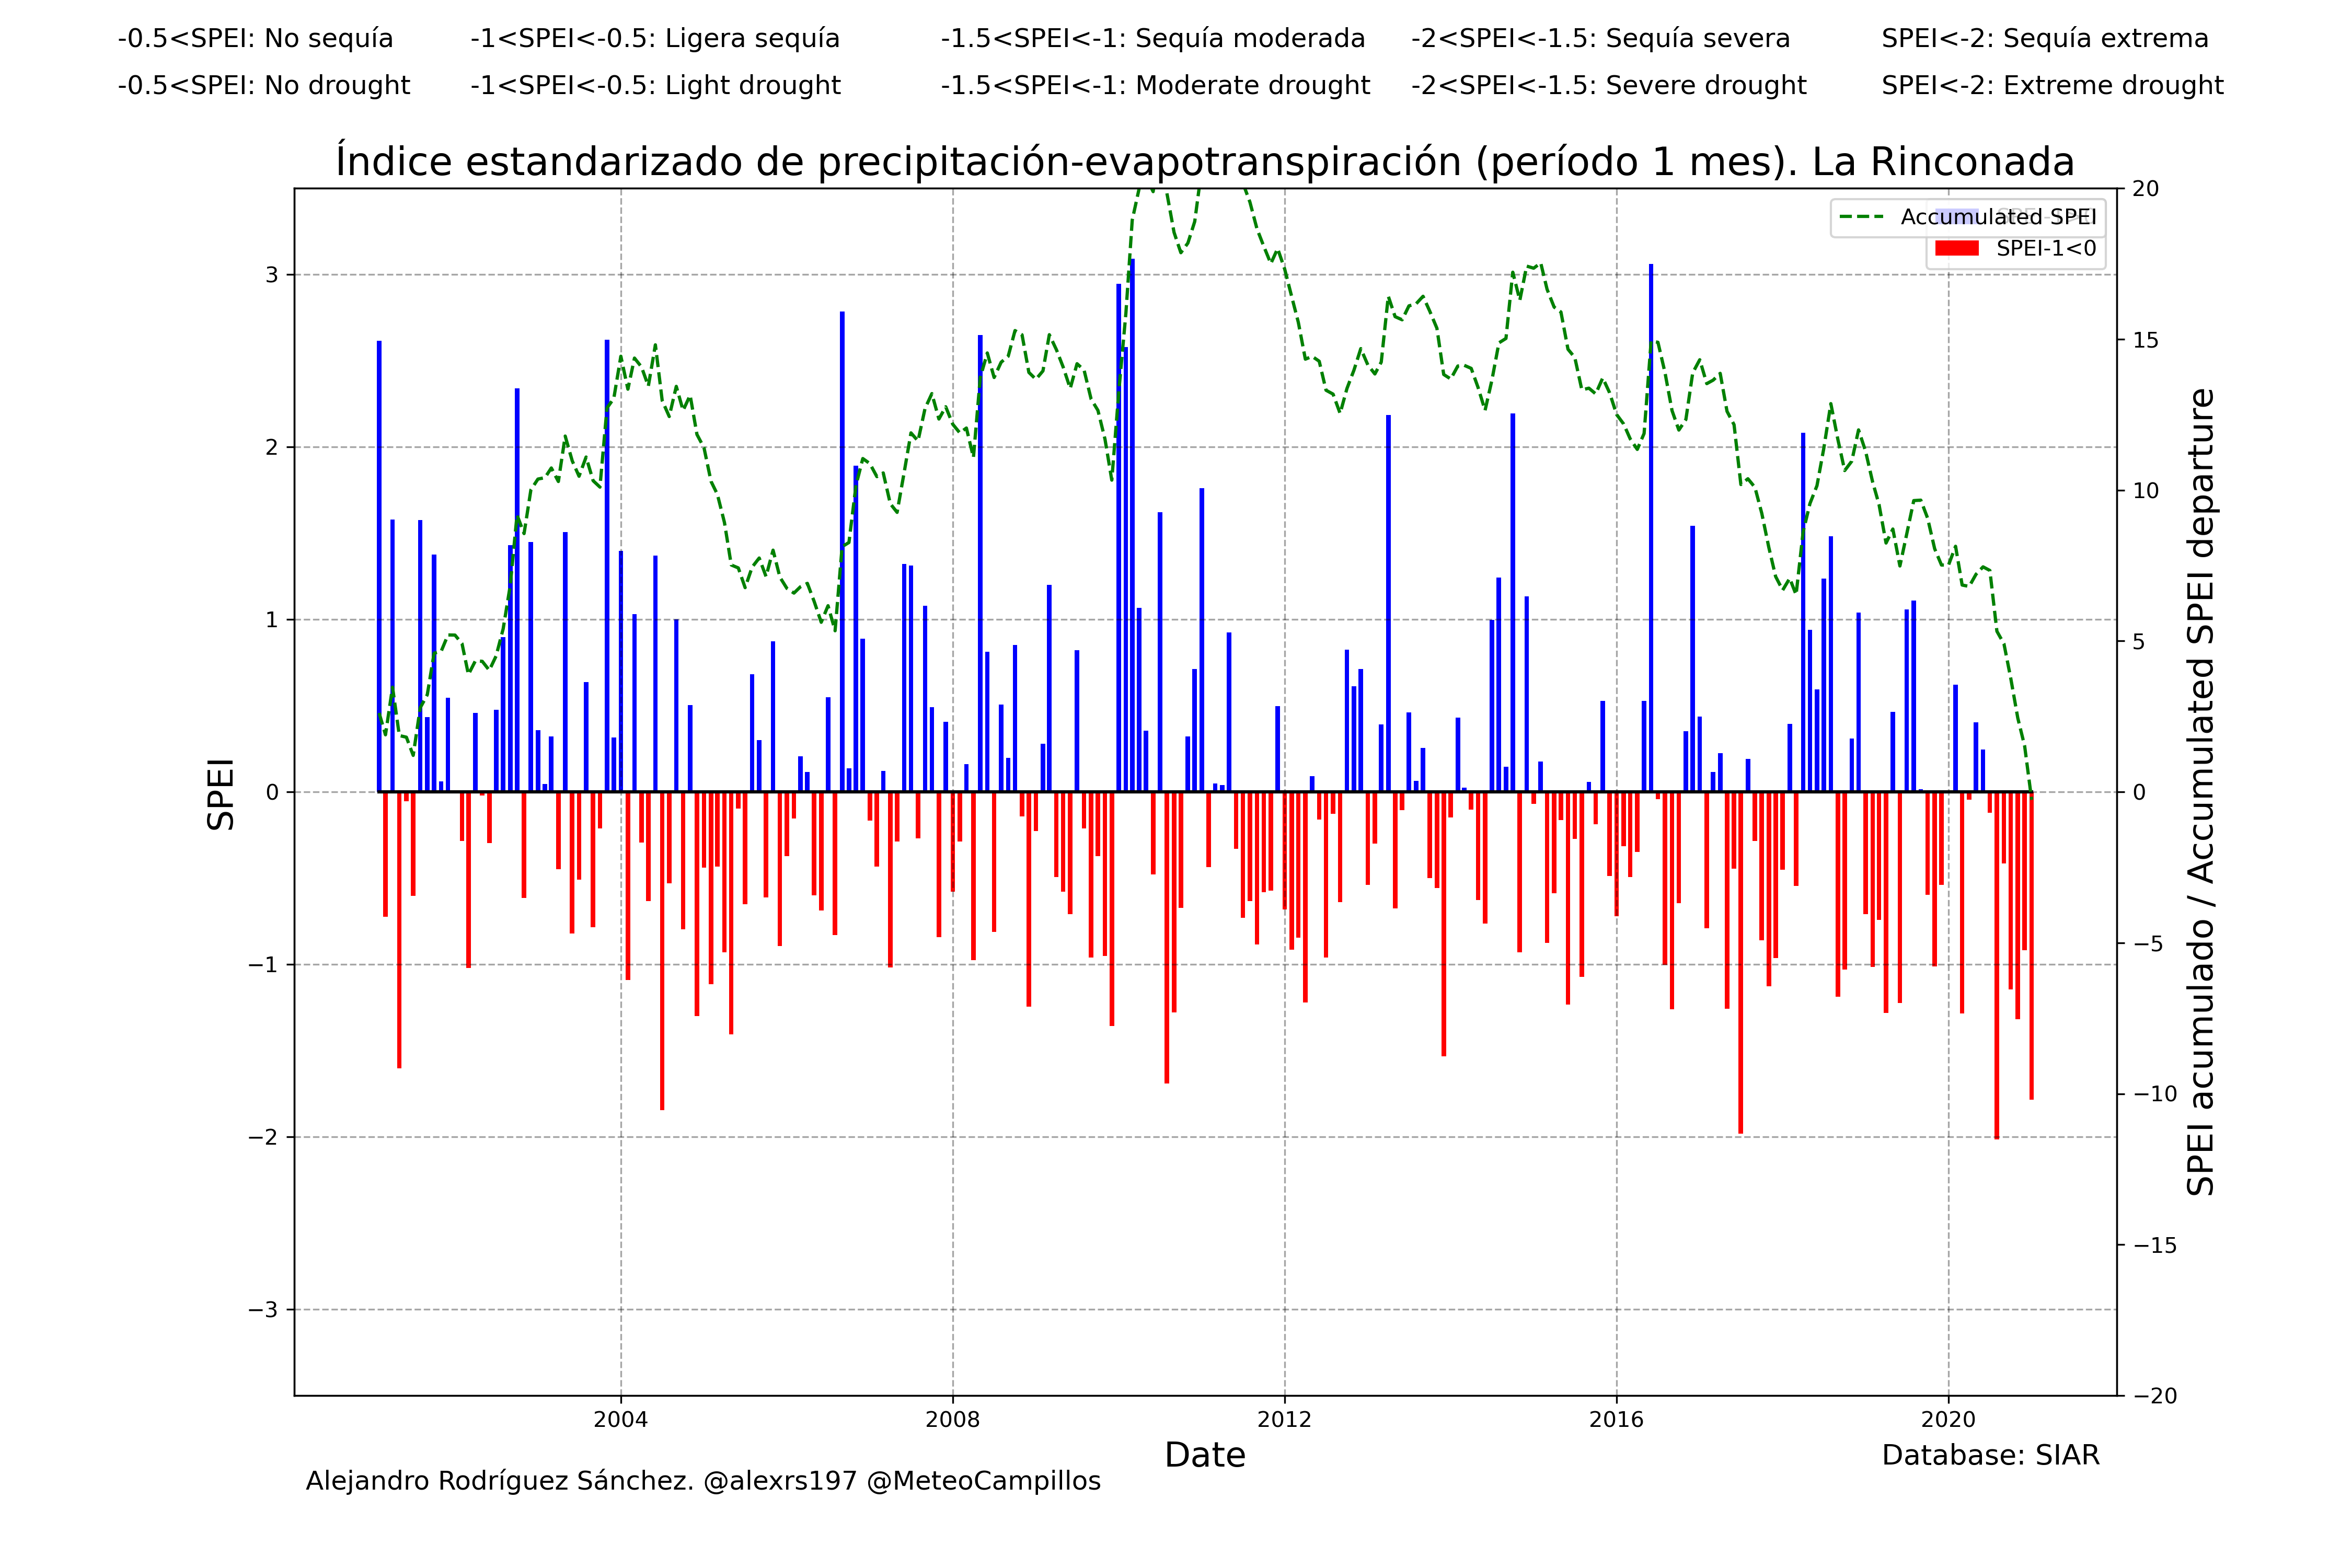 -0.5<SPEI: No sequía -1<SPEI<-0.5: Ligera sequía -1.5<SPEI<-1: Sequía moderada -2<SPEI<-1.5: Sequía severa SPEI<-2: Sequía extrema
-0.5<SPEI: No drought -1<SPEI<-0.5: Light drought -1.5<SPEI<-1: Moderate drought -2<SPEI<-1.5: Severe drought SPEI<-2: Extreme drought
Índice estandarizado de precipitación-evapotranspiración (período 1 mes). La Rinconada
Accumulated SPEI
SPEI-1<0
SPEI
3
2
1
0
−1
−2
−3
20
15
10
5
0
−5
−10
−15
−20
SPEI acumulado / Accumulated SPEI departure
2004 2008 2012 2016 2020
Date
Database: SIAR
Alejandro Rodríguez Sánchez. @alexrs197 @MeteoCampillos